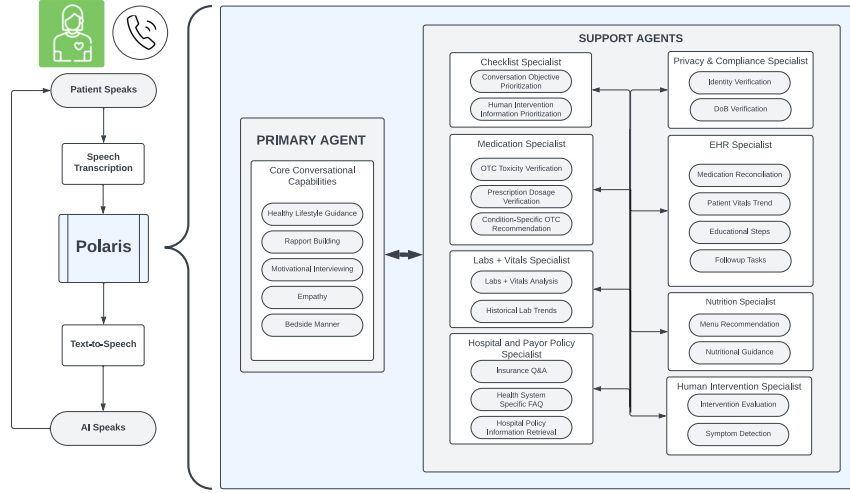 Patient Speaks
Speech
Transcription
Polaris
Text-to-Speech
AI Speaks
PRIMARY AGENT
Core Conversational
Capabilities
Healthy Lifestyle Guidance
Rapport Building
Motivational Interviewing
Empathy
Bedside Manner
SUPPORT AGENTS
Checklist Specialist
Conversation Objective
Prioritization
Human Intervention
Information Prioritization
Medication Specialist
OTC Toxicity Verification
Prescription Dosage
Verification
Condition-Specific OTC
Recommendation
Labs + Vitals Specialist
Labs + Vitals Analysis
Historical Lab Trends
Hospital and Payor Policy
Specialist
Insurance Q&A
Health System
Specific FAQ
Hospital Policy
Information Retrieval
Privacy & Compliance Specialist
Identity Verification
DoB Verification
EHR Specialist
Medication Reconciliation
Patient Vitals Trend
Educational Steps
Followup Tasks
Nutrition Specialist
Menu Recommendation
Nutritional Guidance
Human Intervention Specialist
Intervention Evaluation
Symptom Detection